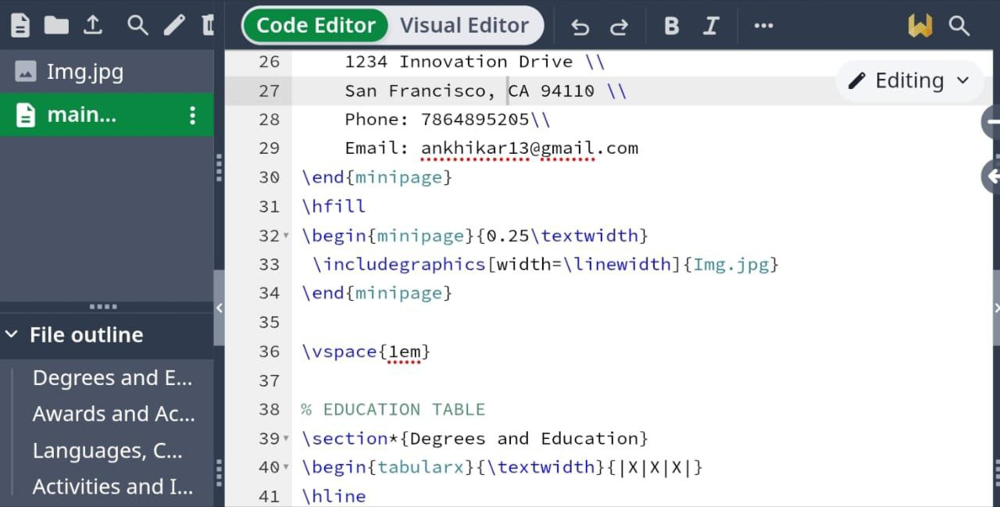 Code Editor Visual Editor B I ...
Img.jpg
main...
Editing
26 1234 Innovation Drive \\
27 San Francisco, CA 94110 \\
28 Phone: 7864895205\\
29 Email: ankhikar13@gmail.com
30 \end{minipage}
31 \hfill
32 \begin{minipage}{0.25\textwidth}
33 \includegraphics[width=\linewidth]{Img.jpg}
34 \end{minipage}
35
36 \vspace{1em}
37
38 % EDUCATION TABLE
39 \section*{Degrees and Education}
40 \begin{tabularx}{\textwidth}{|X|X|X|}
41 \hline
File outline
Degrees and E...
Awards and Ac...
Languages, C...
Activities and I...